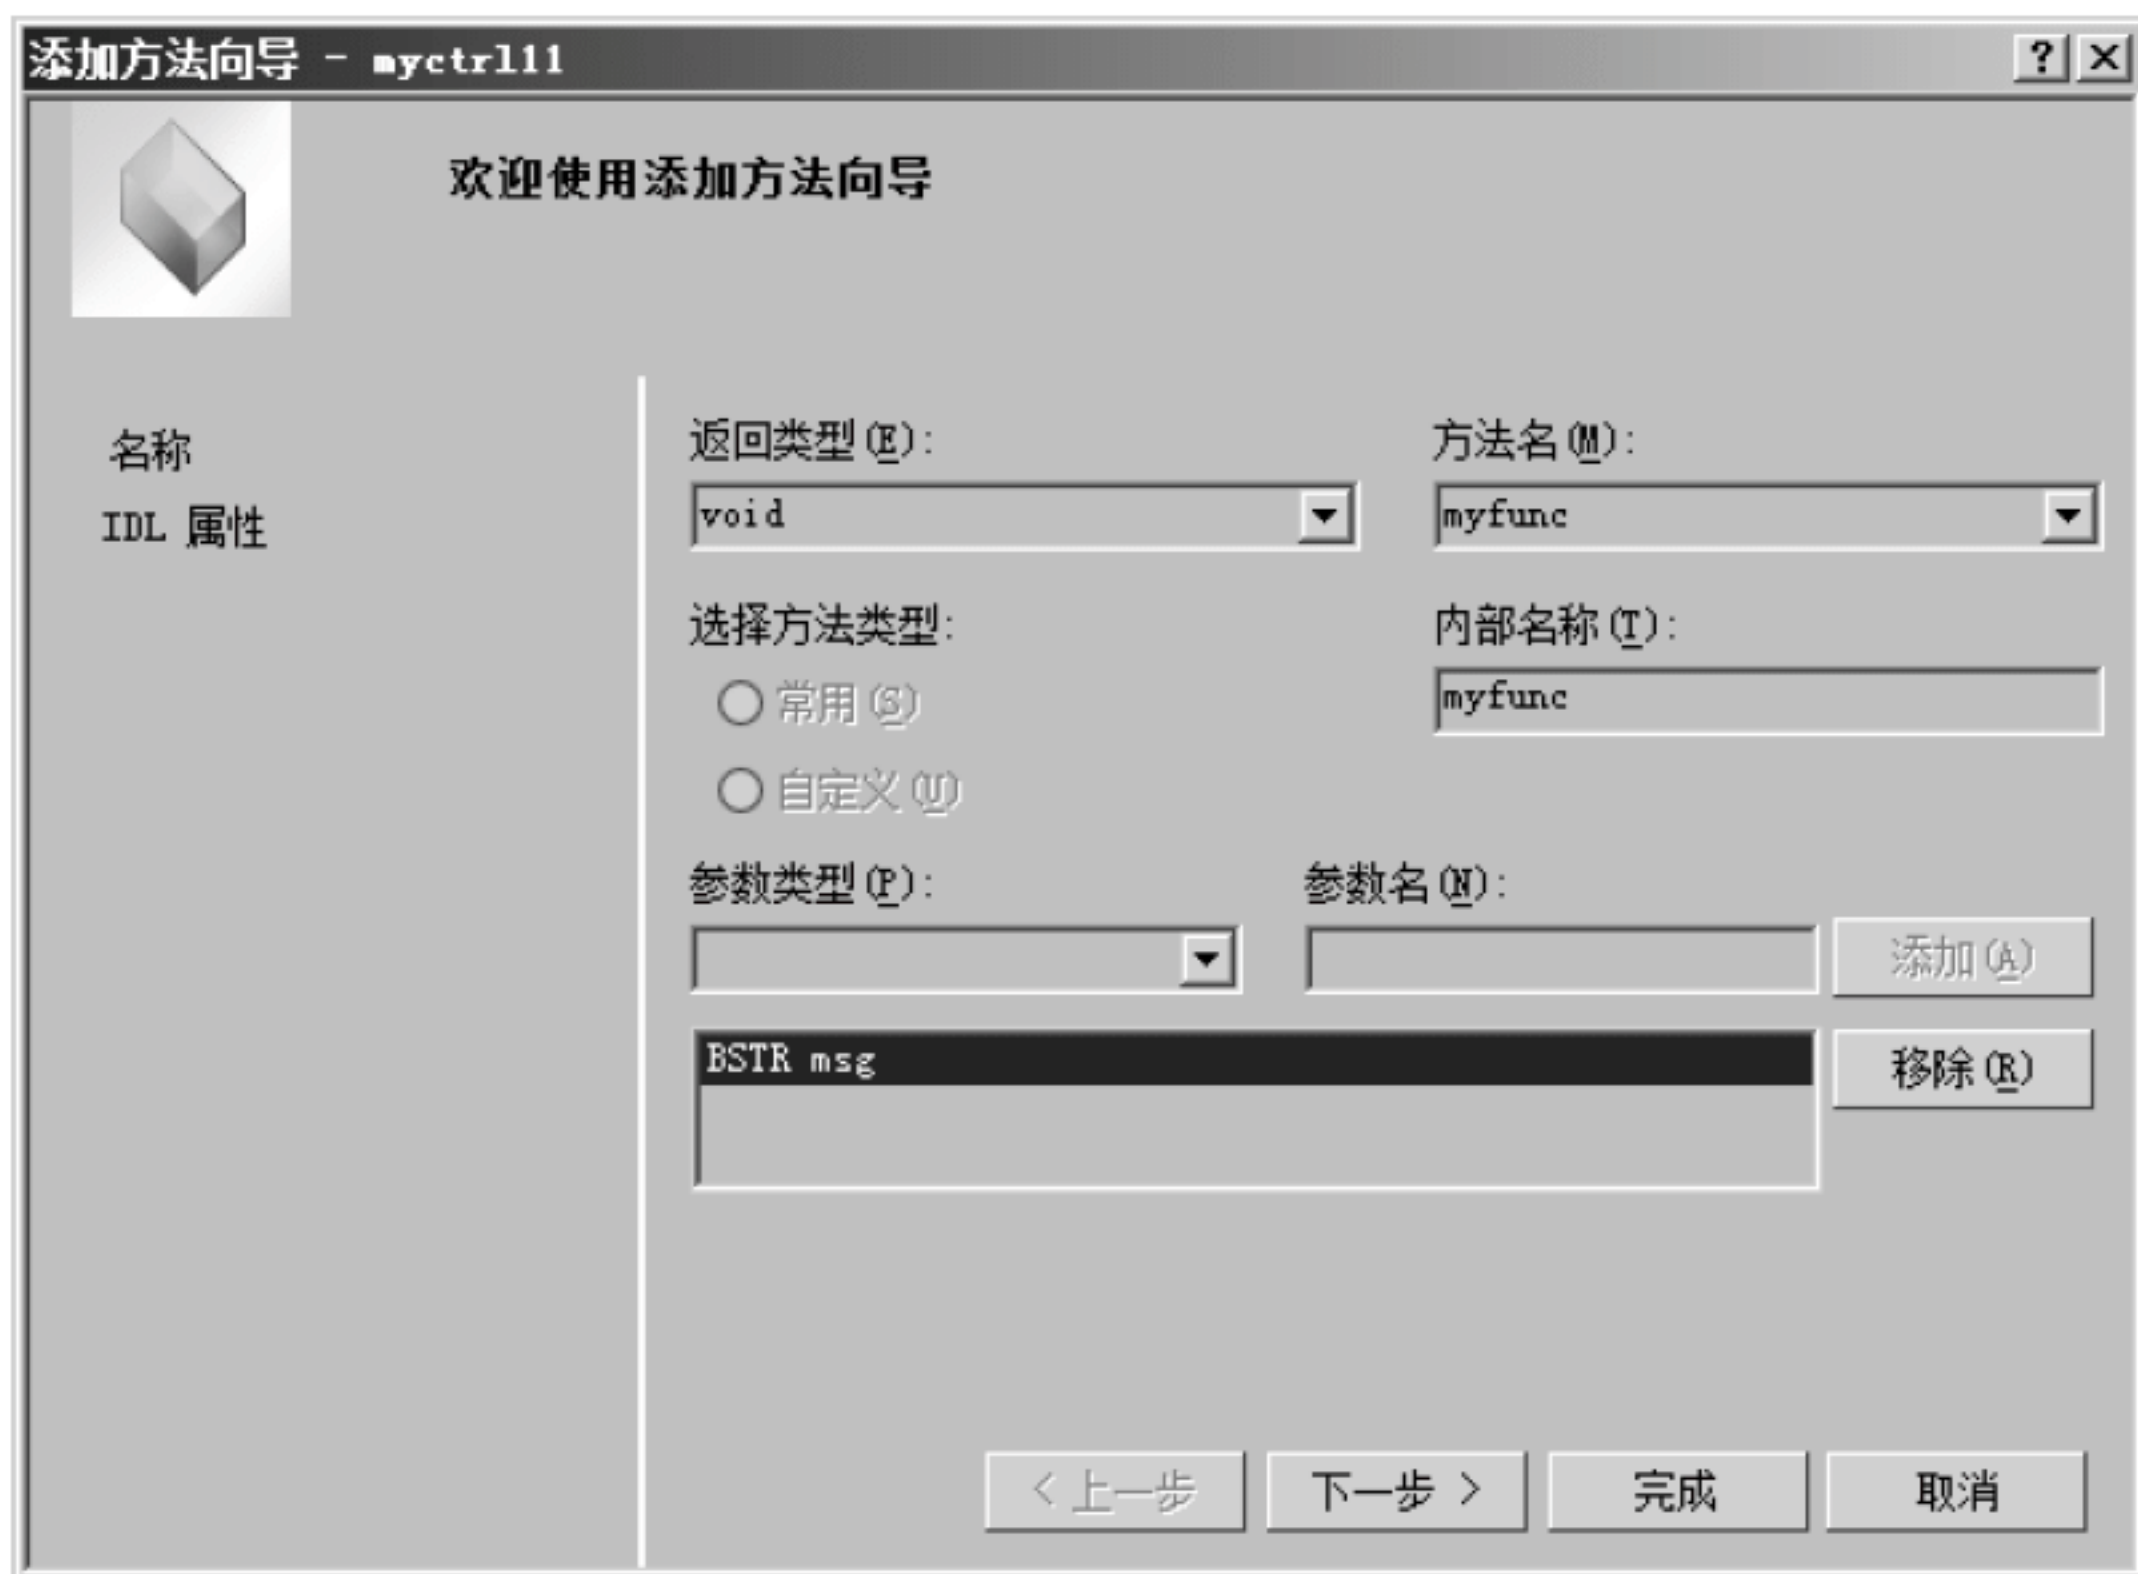 添加方法向导 - myctrl11
欢迎使用添加方法向导
名称
IDL 属性
返回类型(E):
方法名(M):
void
myfunc
选择方法类型:
内部名称(T):
常用(S)
myfunc
自定义(U)
参数类型(P):
参数名(N):
添加(A)
BSTR msg
移除(R)
< 上一步
下一步 >
完成
取消